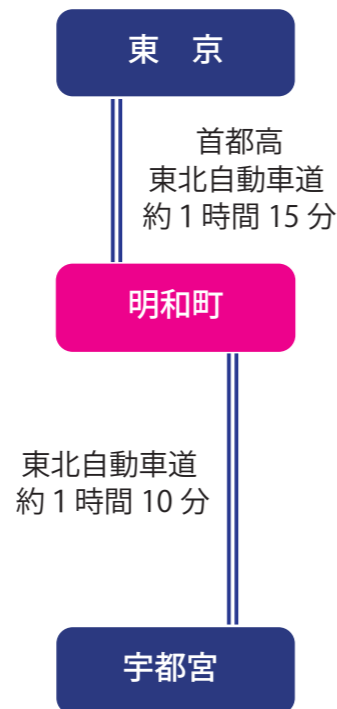 東　京
首都高
東北自動車道
約１時間 15 分
明和町
東北自動車道
約１時間 10 分
宇都宮